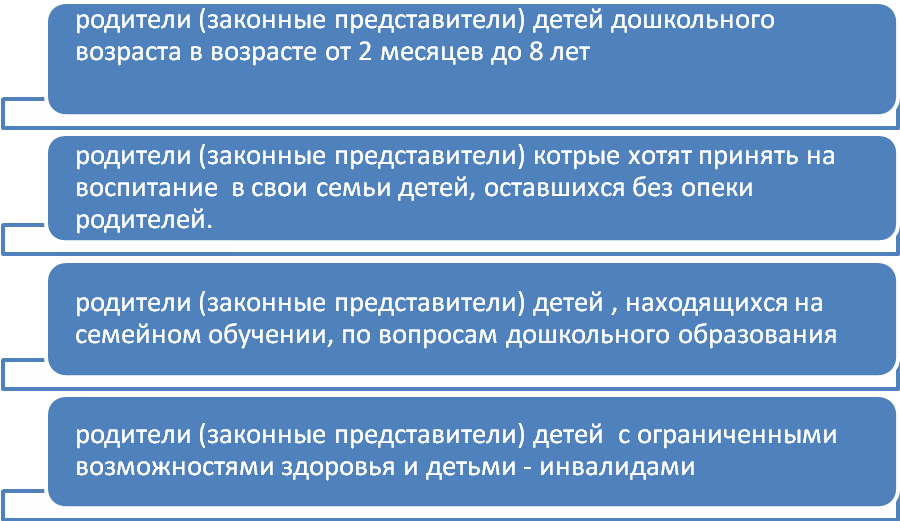 родители (законные представители) детей дошкольного
возраста в возрасте от 2 месяцев до 8 лет
родители (законные представители) котрые хотят принять на
воспитание  в свои семьи детей, оставшихся без опеки
родителей.
родители (законные представители) детей , находящихся на
семейном обучении, по вопросам дошкольного образования
родители (законные представители) детей  с ограниченными
возможностями здоровья и детьми - инвалидами